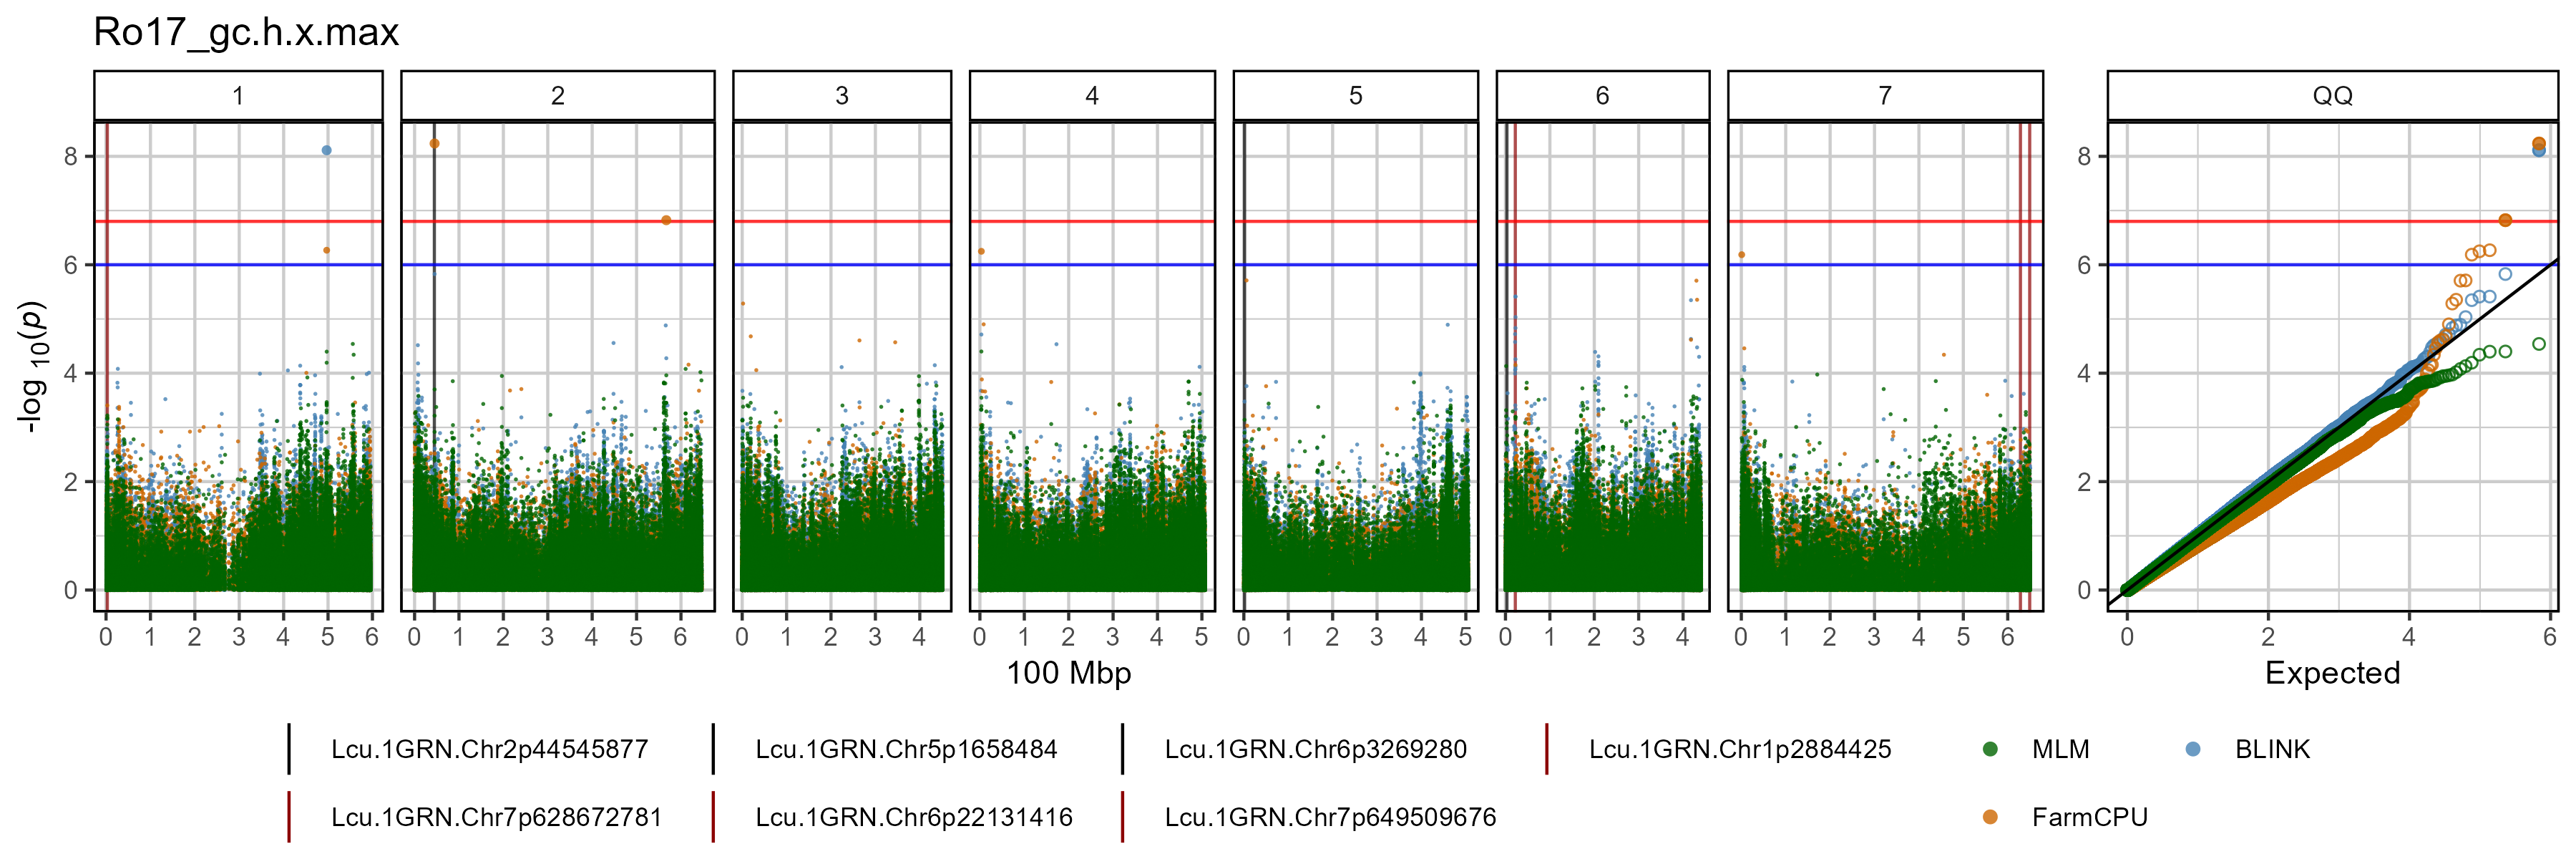 Ro17_gc.h.x.max
1 2 3 4 5 6 7 QQ
-log 10(p)
8 6 4 2 0
8 6 4 2 0
0 1 2 3 4 5 6 0 1 2 3 4 5 6 0 1 2 3 4 0 1 2 3 4 5 0 1 2 3 4 5 0 1 2 3 4 0 1 2 3 4 5 6 0 2 4 6
100 Mbp Expected
Lcu.1GRN.Chr2p44545877 Lcu.1GRN.Chr5p1658484 Lcu.1GRN.Chr6p3269280 Lcu.1GRN.Chr1p2884425 MLM BLINK
Lcu.1GRN.Chr7p628672781 Lcu.1GRN.Chr6p22131416 Lcu.1GRN.Chr7p649509676 FarmCPU